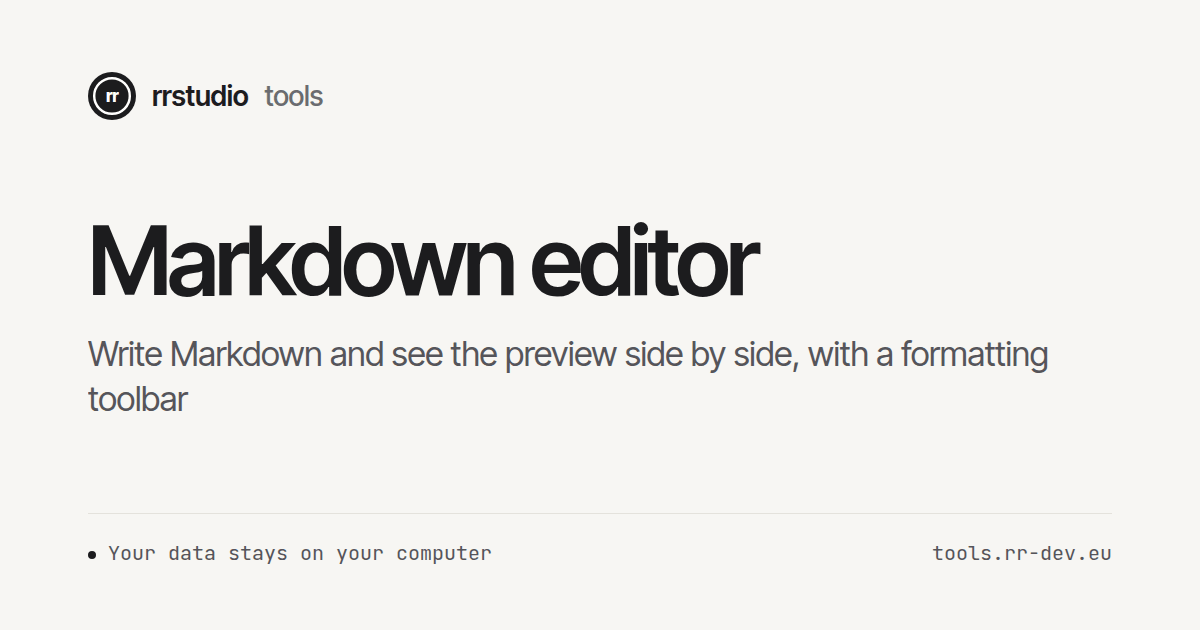 rr rrstudio tools
Markdown editor
Write Markdown and see the preview side by side, with a formatting
toolbar
Your data stays on your computer
tools.rr-dev.eu